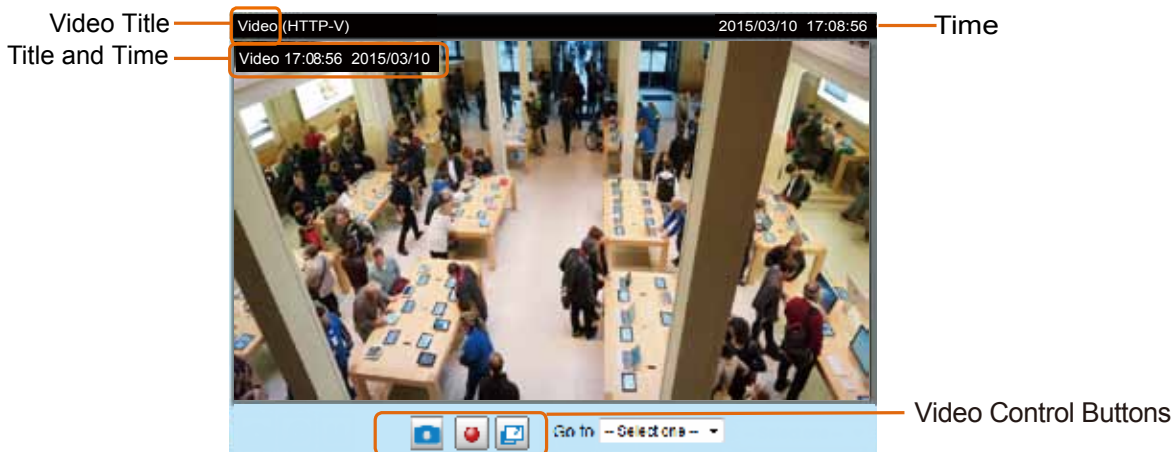 Video Title
Video (HTTP-V)
2015/03/10 17:08:56
Time
Title and Time
Video 17:08:56 2015/03/10
Go to
-- Select one --
Video Control Buttons